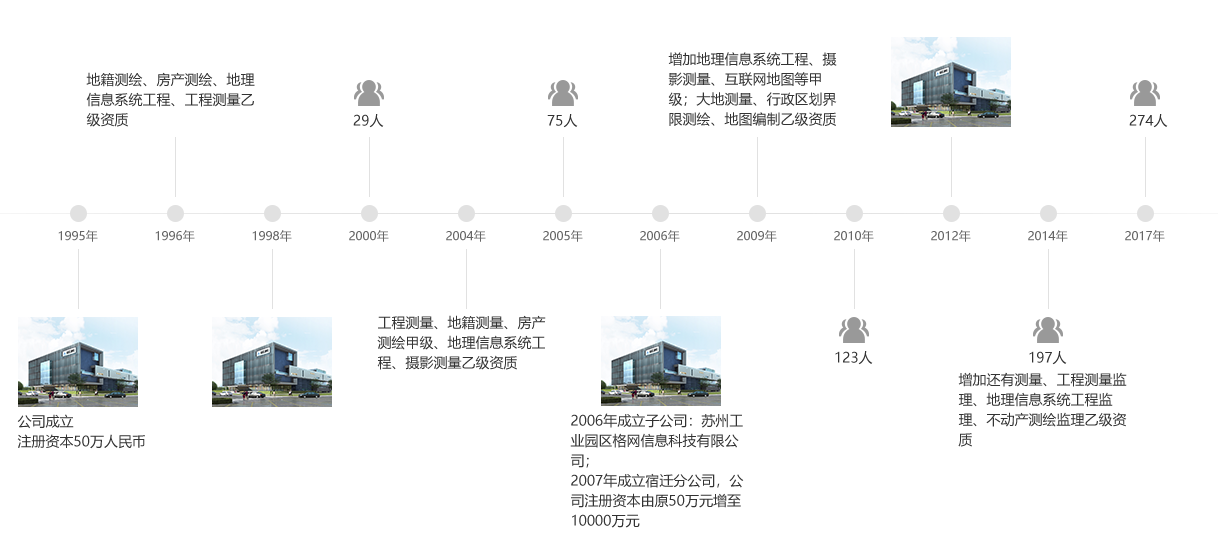 地籍测绘、房产测绘、地理
信息系统工程、工程测量乙
级资质
29人
75人
增加地理信息系统工程、摄
影测量、互联网地图等甲
级；大地测量、行政区划界
限测绘、地图编制乙级资质
274人
1995年
1996年
1998年
2000年
2004年
2005年
2006年
2009年
2010年
2012年
2014年
2017年
公司成立
注册资本50万人民币
工程测量、地籍测量、房产
测绘甲级、地理信息系统工
程、摄影测量乙级资质
2006年成立子公司：苏州工
业园区格网信息科技有限公
司；
2007年成立宿迁分公司，公
司注册资本由原50万元增至
10000万元
123人
197人
增加还有测量、工程测量监
理、地理信息系统工程监
理、不动产测绘监理乙级资
质